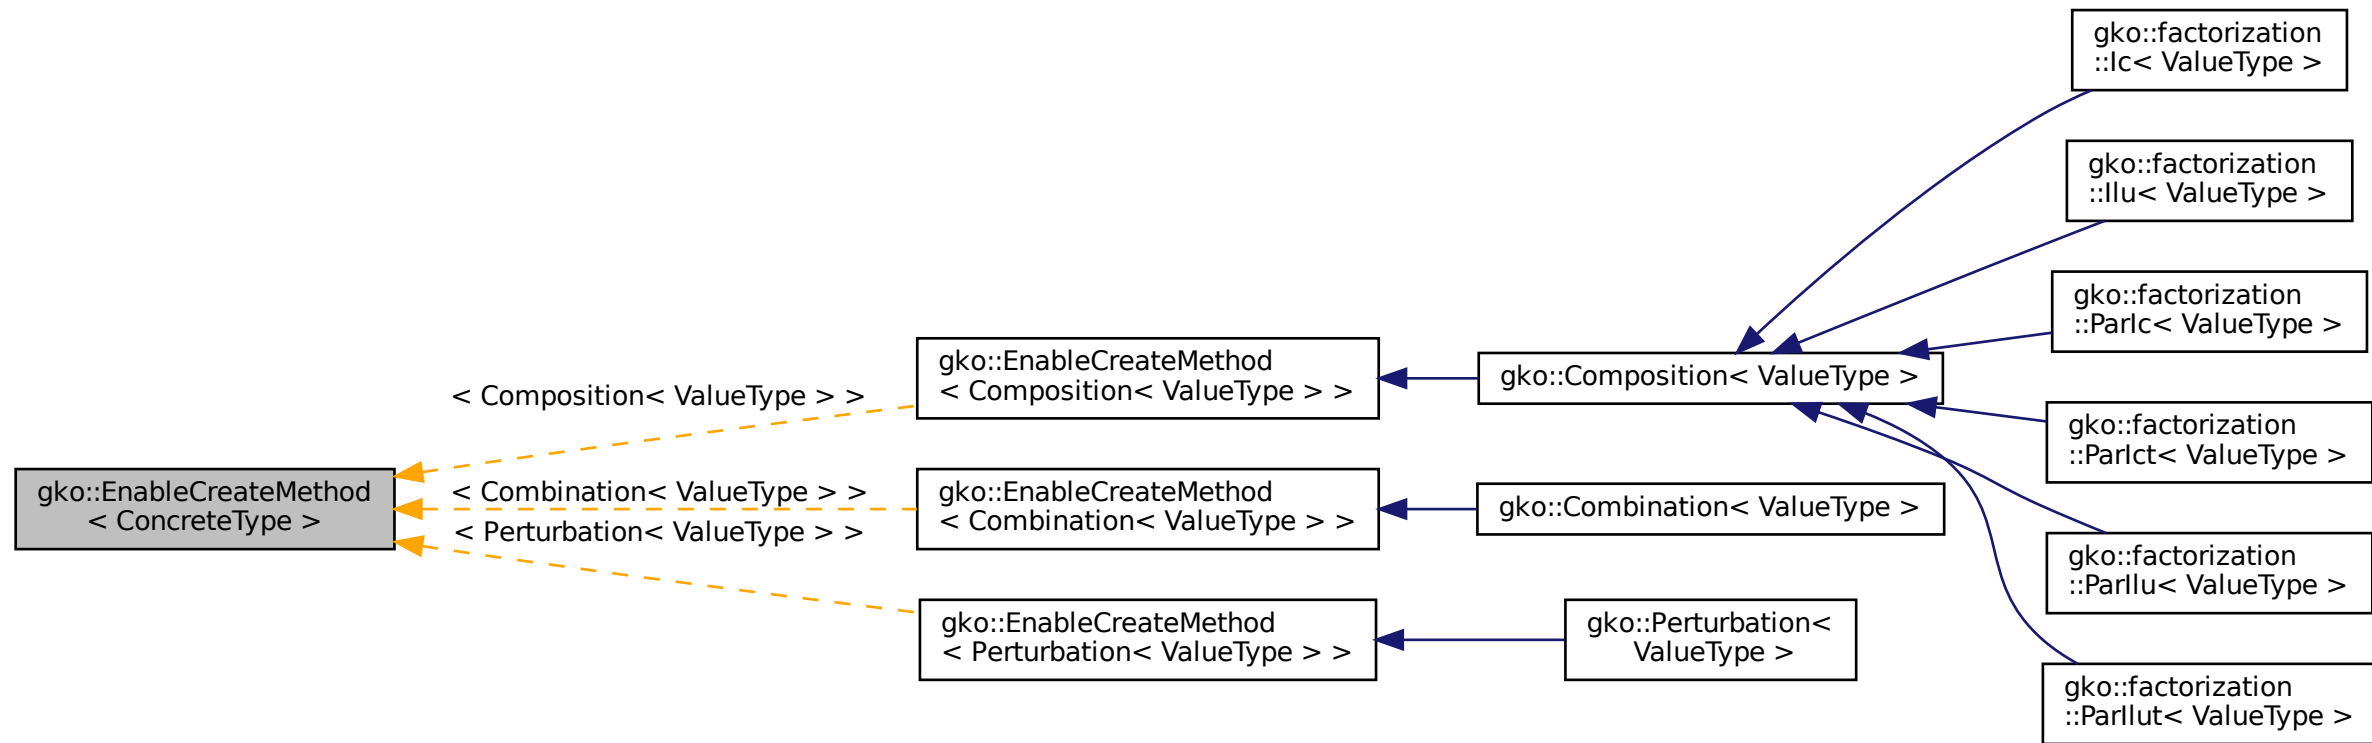 gko::EnableCreateMethod
< ConcreteType >
< Composition< ValueType > >
< Combination< ValueType > >
< Perturbation< ValueType > >
gko::EnableCreateMethod
< Composition< ValueType > >
gko::EnableCreateMethod
< Combination< ValueType > >
gko::EnableCreateMethod
< Perturbation< ValueType > >
gko::Composition< ValueType >
gko::Combination< ValueType >
gko::Perturbation<
ValueType >
gko::factorization
::Ic< ValueType >
gko::factorization
::Ilu< ValueType >
gko::factorization
::ParIc< ValueType >
gko::factorization
::ParIct< ValueType >
gko::factorization
::ParIlu< ValueType >
gko::factorization
::ParIlut< ValueType >